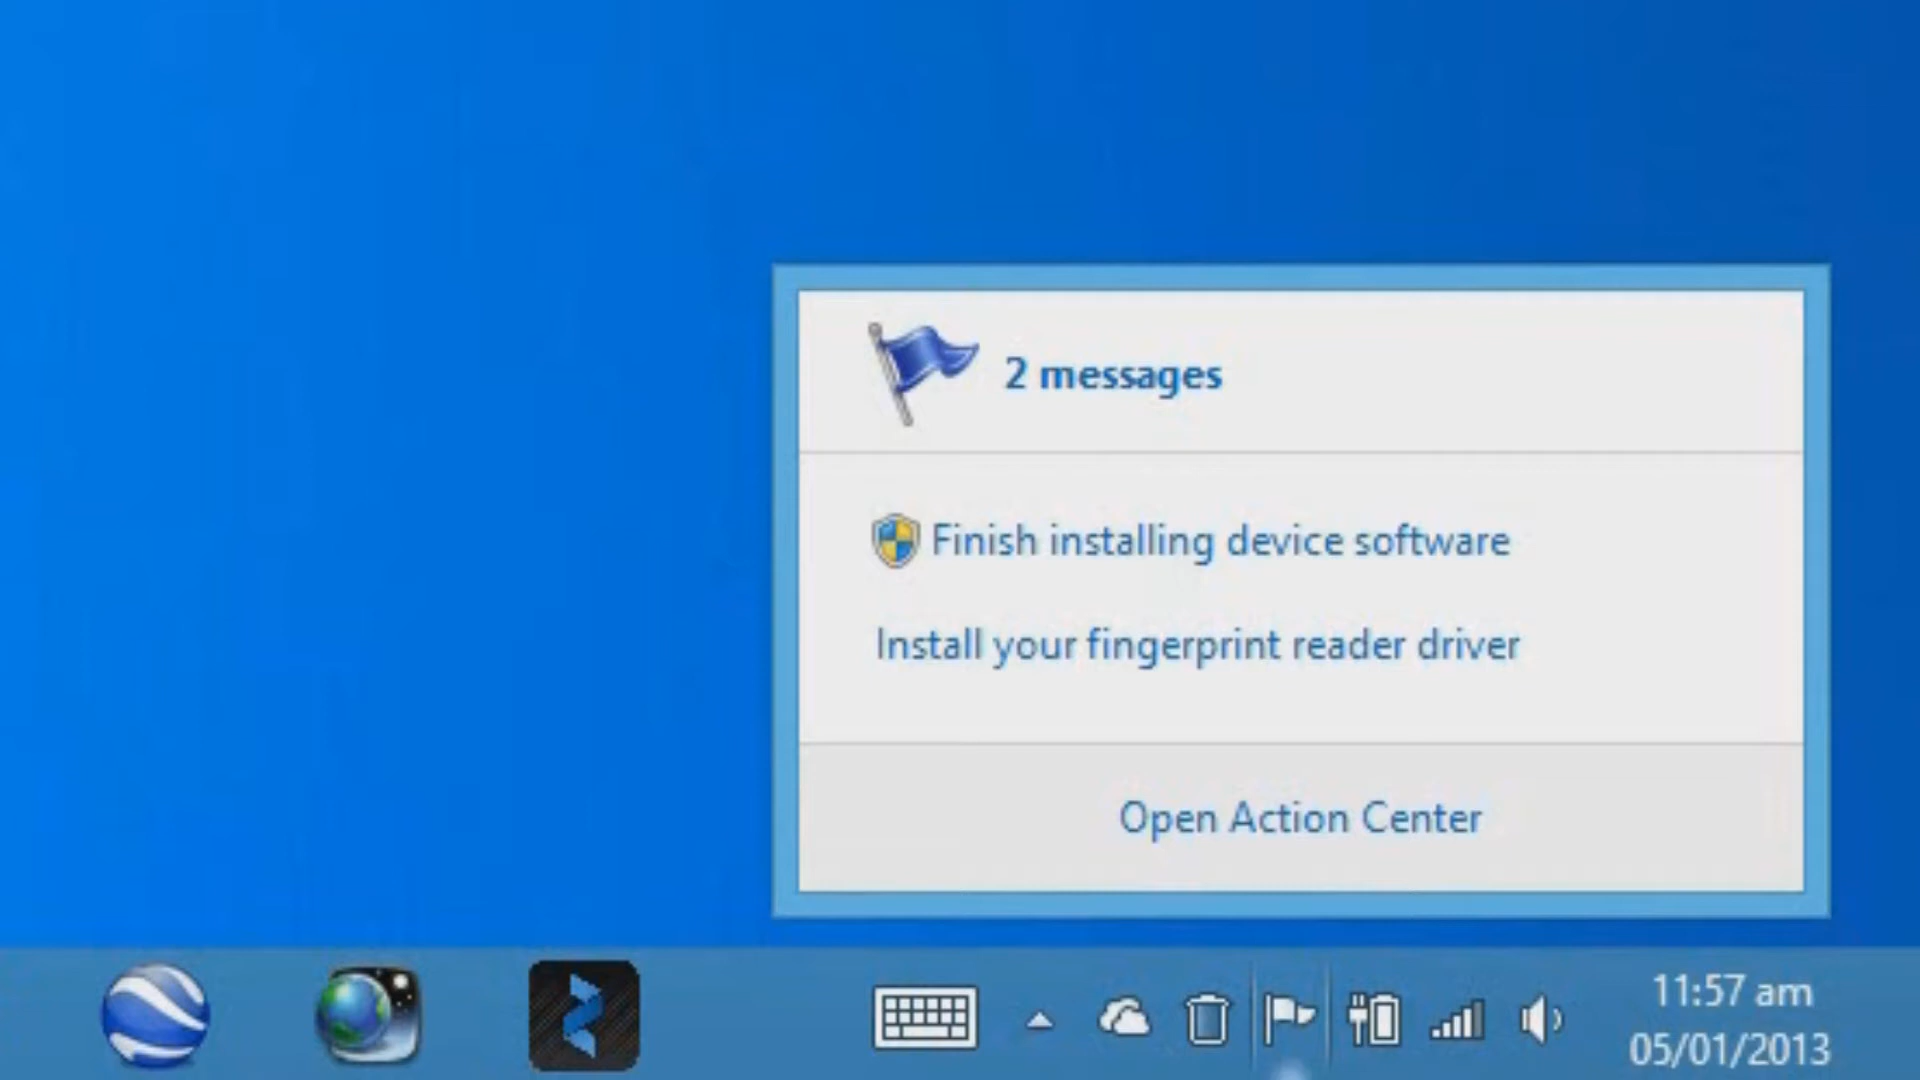 2 messages
Finish installing device software
Install your fingerprint reader driver
Open Action Center
11:57 am
05/01/2013